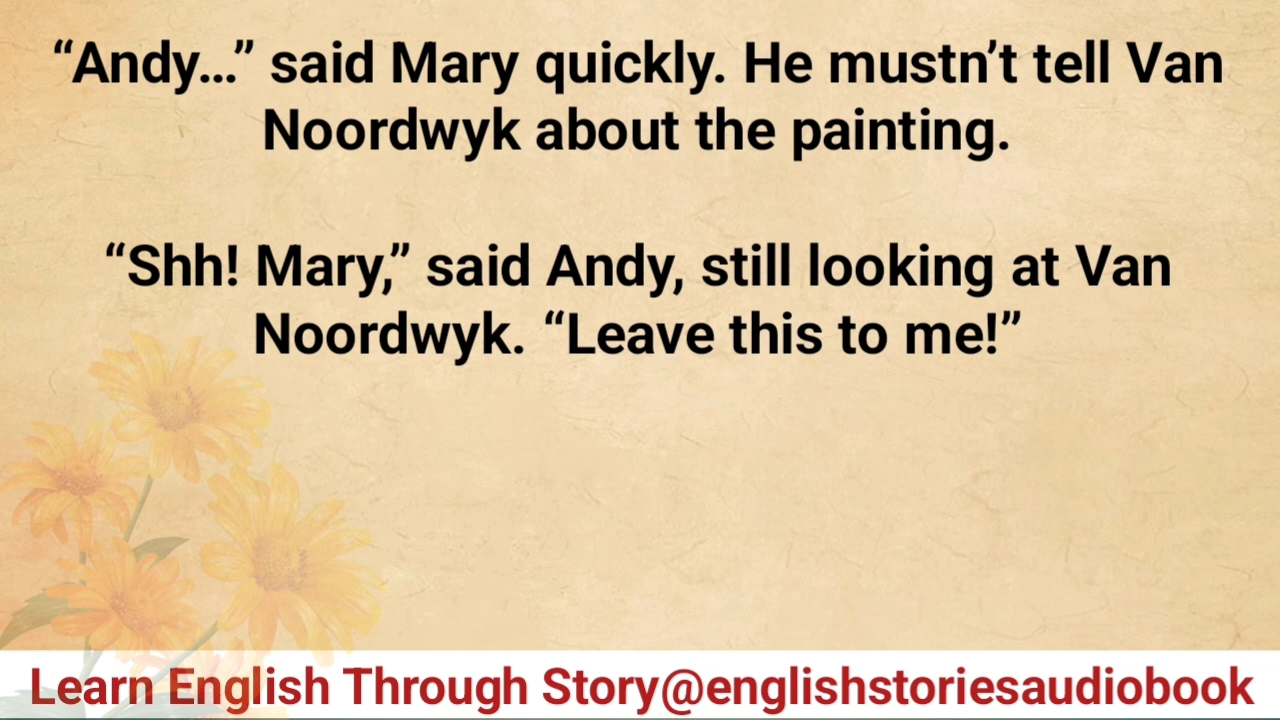 “Andy...” said Mary quickly. He mustn’t tell Van
Noordwyk about the painting.
“Shh! Mary,” said Andy, still looking at Van
Noordwyk. “Leave this to me!”
Learn English Through Story@englishstoriesaudiobook